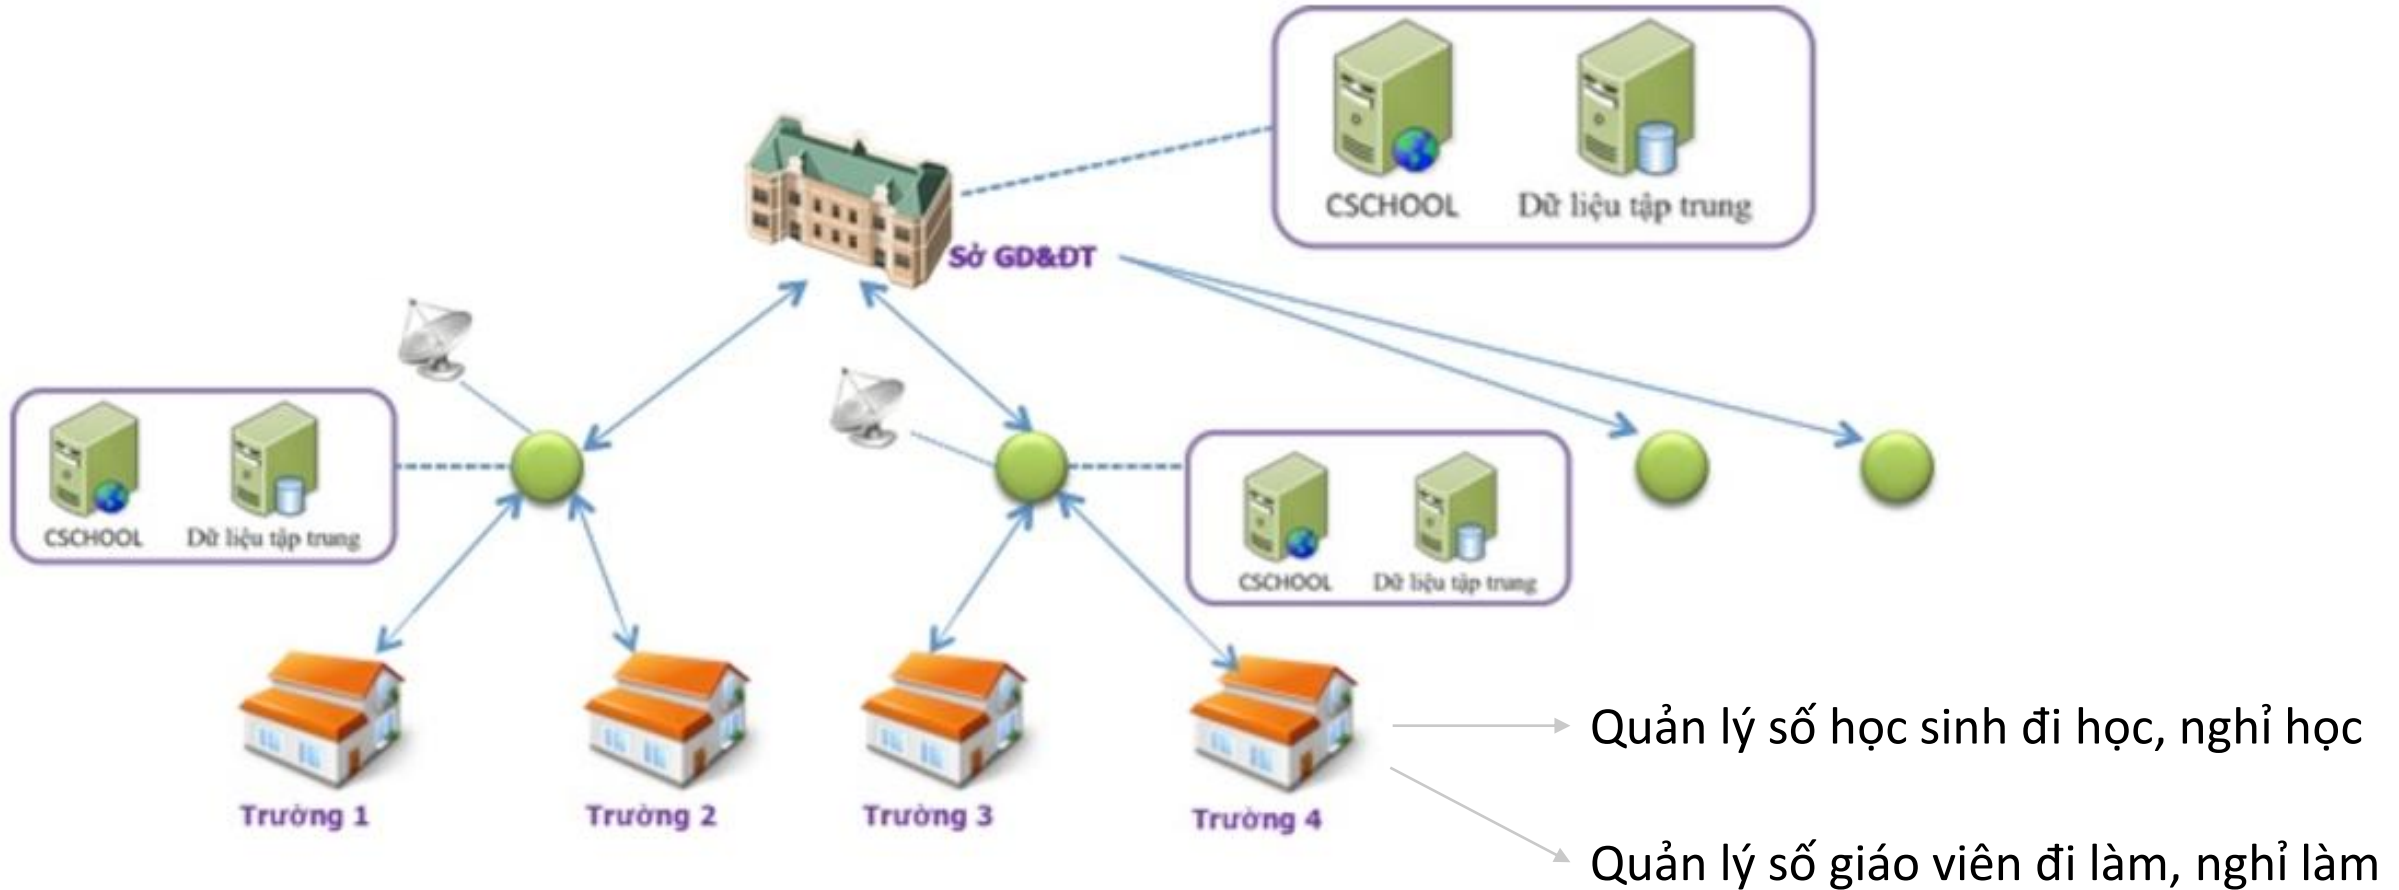 CSCHOOL
Dữ liệu tập trung
Sở GD&ĐT
CSCHOOL
Dữ liệu tập trung
CSCHOOL
Dữ liệu tập trung
Trường 1
Trường 2
Trường 3
Trường 4
Quản lý số học sinh đi học, nghỉ học
Quản lý số giáo viên đi làm, nghỉ làm